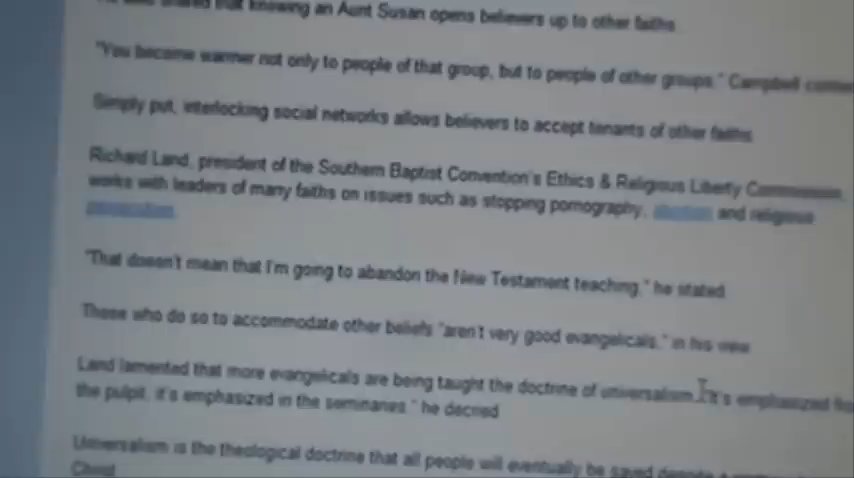 knowing an Aunt Susan opens believers up to other faiths.
"You become warmer not only to people of that group, but to people of other groups," Campbell
Simply put, interlocking social networks allows believers to accept tenants of other faiths.
Richard Land, president of the Southern Baptist Convention's Ethics & Religious Liberty Commission,
works with leaders of many faiths on issues such as stopping pornography, abortion and religious
persecution.
"That doesn't mean that I'm going to abandon the New Testament teaching," he stated.
Those who do so to accommodate other beliefs "aren't very good evangelicals," in his view.
Land lamented that more evangelicals are being taught the doctrine of universalism. "It's emphasized
the pulpit, it's emphasized in the seminaries," he decried.
Universalism is the theological doctrine that all people will eventually be saved despite a
Christ.